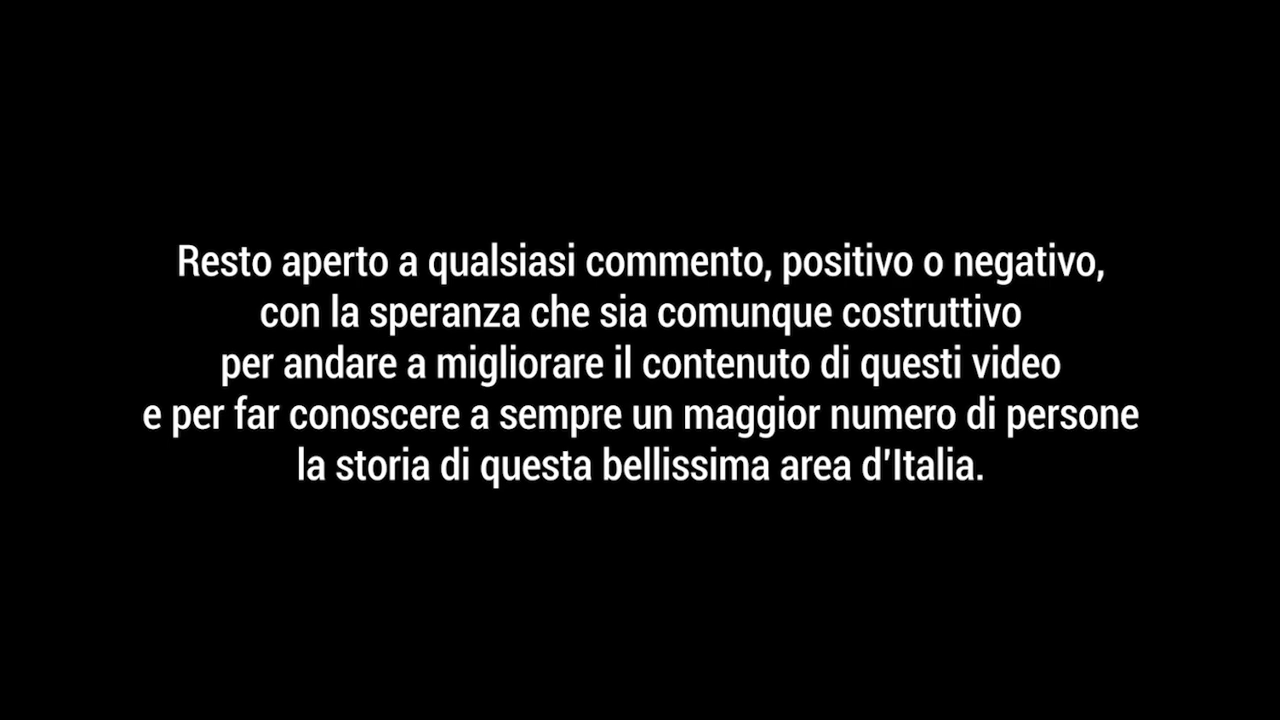 Resto aperto a qualsiasi commento, positivo o negativo,
con la speranza che sia comunque costruttivo
per andare a migliorare il contenuto di questi video
e per far conoscere a sempre un maggior numero di persone
la storia di questa bellissima area d'Italia.